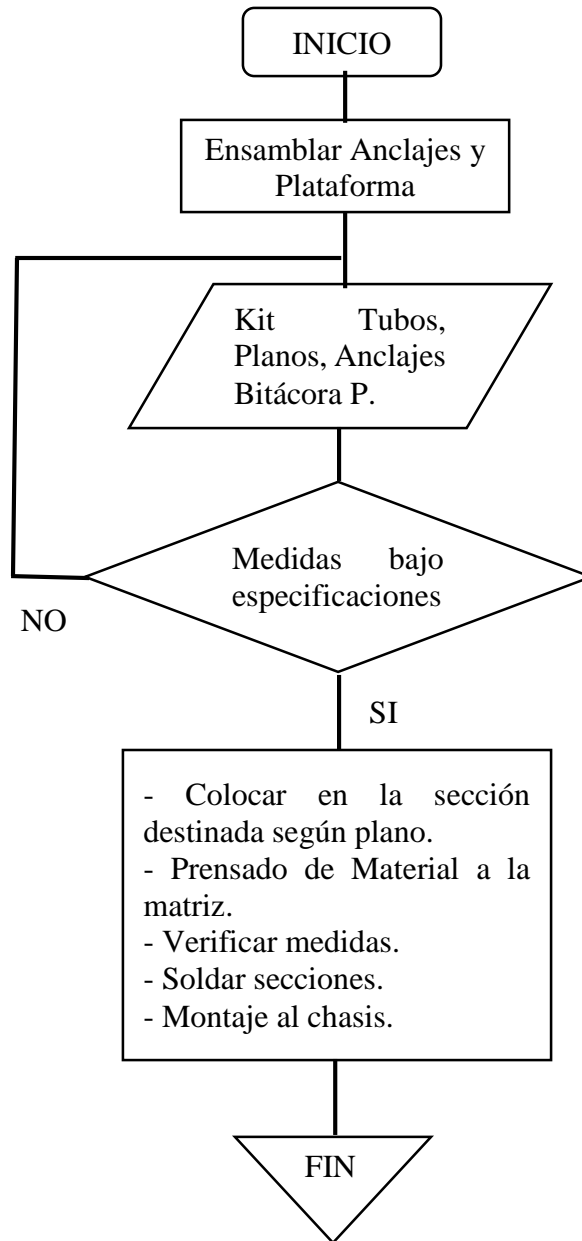 INICIO
Ensamblar Anclajes y
Plataforma
Kit Tubos,
Planos, Anclajes
Bitácora P.
Medidas bajo
especificaciones
NO
SI
- Colocar en la sección
destinada según plano.
- Prensado de Material a la
matriz.
- Verificar medidas.
- Soldar secciones.
- Montaje al chasis.
FIN